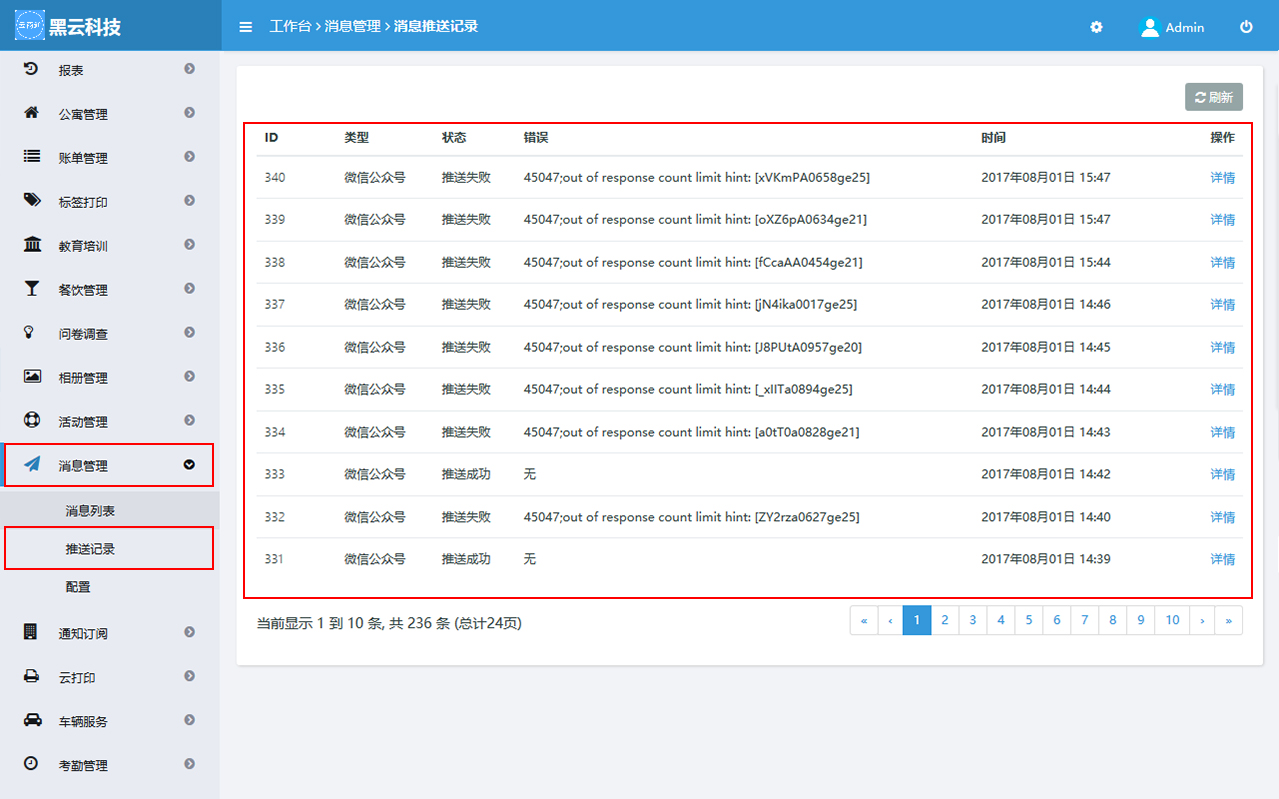 黑云科技
工作台 > 消息管理 > 消息推送记录
Admin
报表
公寓管理
账单管理
标签打印
教育培训
餐饮管理
问卷调查
相册管理
活动管理
消息管理
消息列表
推送记录
配置
通知订阅
云打印
车辆服务
考勤管理
刷新
ID 类型 状态 错误 时间 操作
340 微信公众号 推送失败 45047;out of response count limit hint: [xVKmPA0658ge25] 2017年08月01日 15:47 详情
339 微信公众号 推送失败 45047;out of response count limit hint: [oXZ6pA0634ge21] 2017年08月01日 15:47 详情
338 微信公众号 推送失败 45047;out of response count limit hint: [fCcaAA0454ge21] 2017年08月01日 15:44 详情
337 微信公众号 推送失败 45047;out of response count limit hint: [jN4ika0017ge25] 2017年08月01日 14:46 详情
336 微信公众号 推送失败 45047;out of response count limit hint: [J8PUtA0957ge20] 2017年08月01日 14:45 详情
335 微信公众号 推送失败 45047;out of response count limit hint: [_xIITa0894ge25] 2017年08月01日 14:44 详情
334 微信公众号 推送失败 45047;out of response count limit hint: [a0tT0a0828ge21] 2017年08月01日 14:43 详情
333 微信公众号 推送成功 无 2017年08月01日 14:42 详情
332 微信公众号 推送失败 45047;out of response count limit hint: [ZY2rza0627ge25] 2017年08月01日 14:40 详情
331 微信公众号 推送成功 无 2017年08月01日 14:39 详情
当前显示 1 到 10 条, 共 236 条 (总计24页)
« ‹ 1 2 3 4 5 6 7 8 9 10 › »